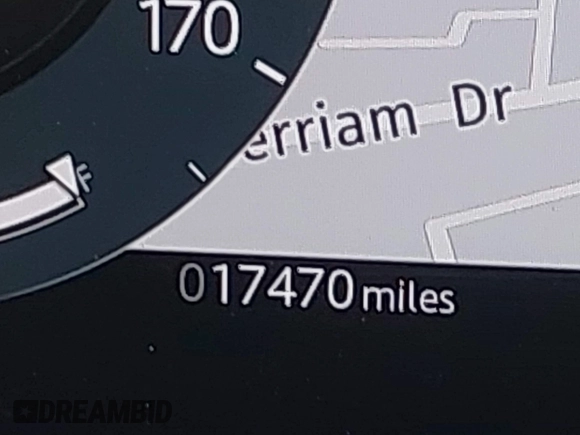 170
erriam Dr
F
017470 miles
DREAMBID